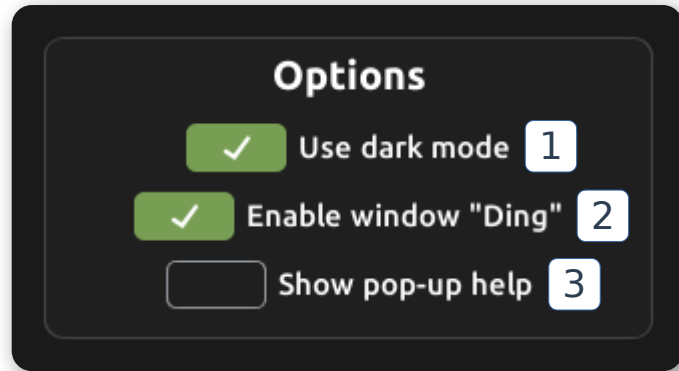 Options
Use dark mode 1
Enable window "Ding" 2
Show pop-up help 3